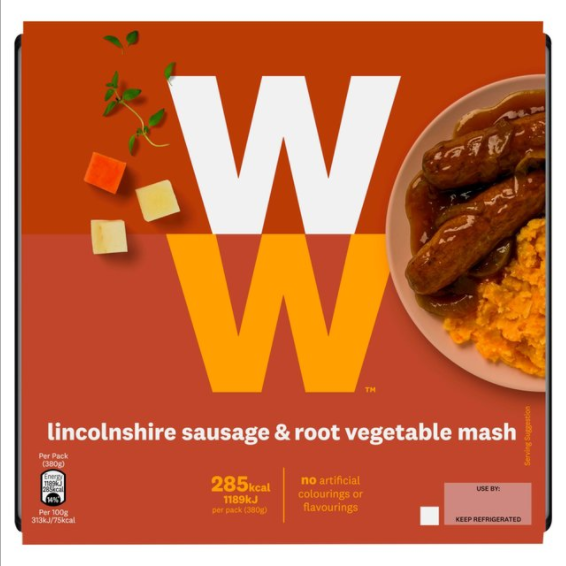 W
W
TM
lincolnshire sausage & root vegetable mash
Serving Suggestion
Per Pack
(380g)
Energy
1189kJ
285kcal
14%
Per 100g
313kJ/75kcal
285kcal
1189kJ
per pack (380g)
no artificial
colourings or
flavourings
USE BY:
KEEP REFRIGERATED